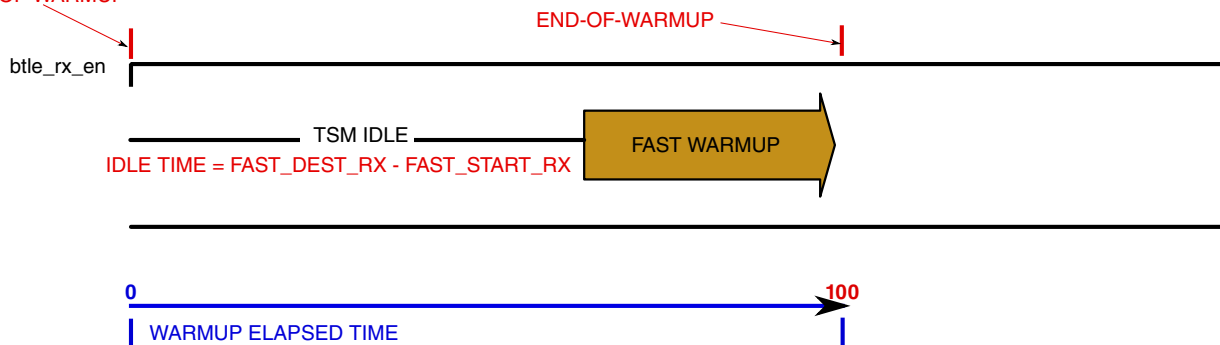 END-OF-WARMUP
btle_rx_en
TSM IDLE
FAST WARMUP
IDLE TIME = FAST_DEST_RX - FAST_START_RX
0
100
WARMUP ELAPSED TIME